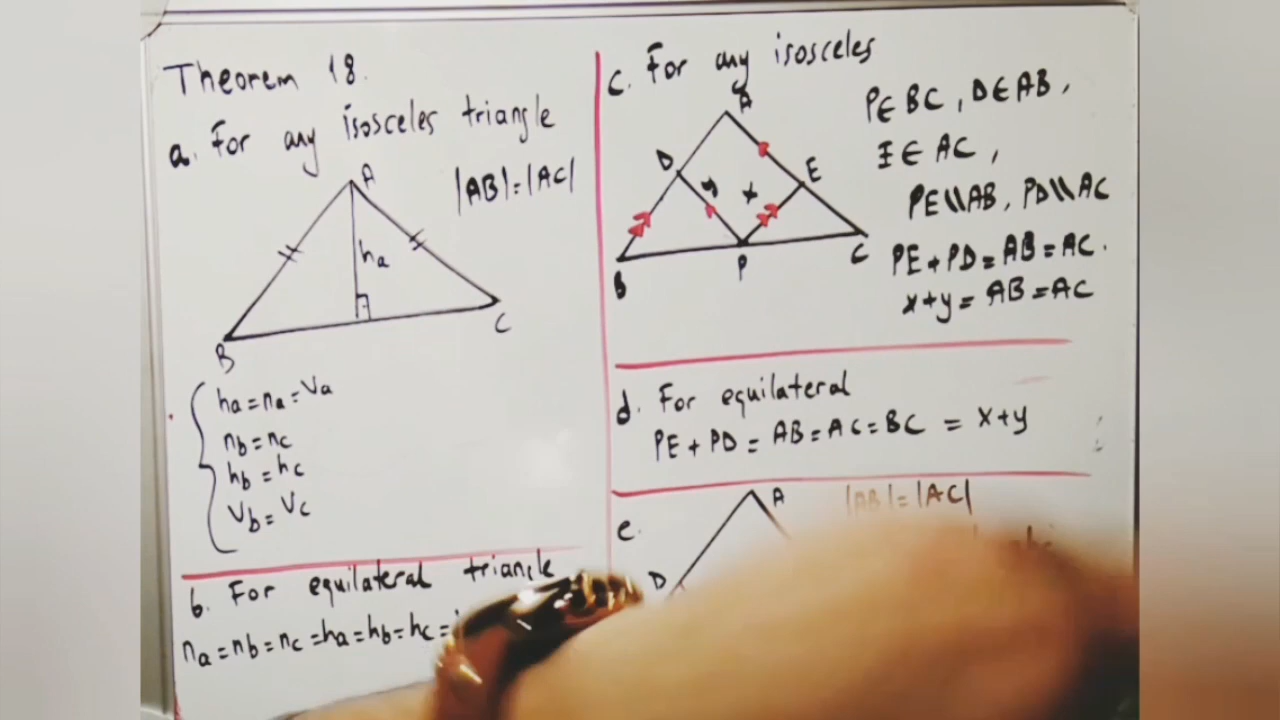 Theorem 18.
a. For any isosceles triangle
|AB| = |AC|
A
ha
B
C
ha = na = Va
nb = nc
hb = hc
Vb = Vc
b. For equilateral triangle
na = nb = nc = ha = hb = hc =
c. For any isosceles
P∈BC, D∈AB,
E∈AC,
PE∥AB, PD∥AC
PE + PD = AB = AC.
x+y = AB = AC
A
D
y
x
E
B
P
C
d. For equilateral
PE + PD = AB = AC = BC = x+y
e.
A
D
|AB| = |AC|